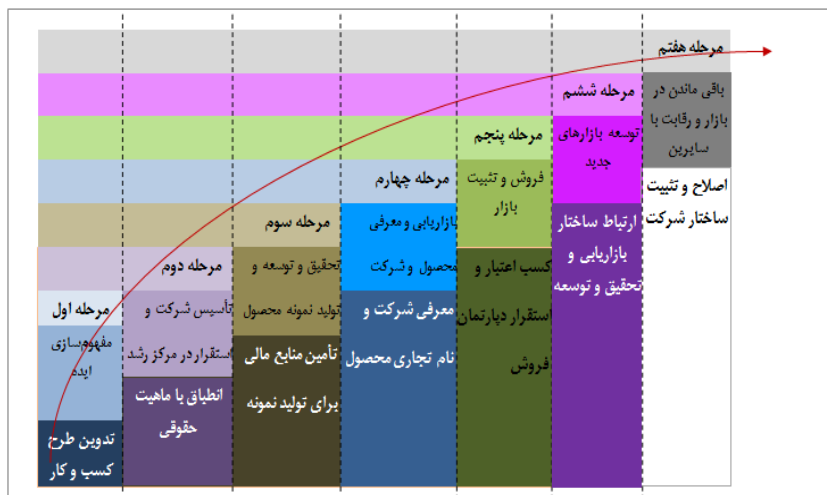 مرحله اول
مفهوم‌سازی
ایده
تدوین طرح
کسب و کار
مرحله دوم
تأسیس شرکت و
استقرار در مرکز رشد
انطباق با ماهیت
حقوقی
مرحله سوم
تحقیق و توسعه و
تولید نمونه محصول
تأمین منابع مالی
برای تولید نمونه
مرحله چهارم
بازاریابی و معرفی
محصول و شرکت
معرفی شرکت و
نام تجاری محصول
مرحله پنجم
فروش و تثبیت
بازار
کسب اعتبار و
استقرار دپارتمان
فروش
مرحله ششم
توسعه بازارهای
جدید
ارتباط ساختار
بازاریابی و
تحقیق و توسعه
مرحله هفتم
باقی ماندن در
بازار و رقابت با
سایرین
اصلاح و تثبیت
ساختار شرکت